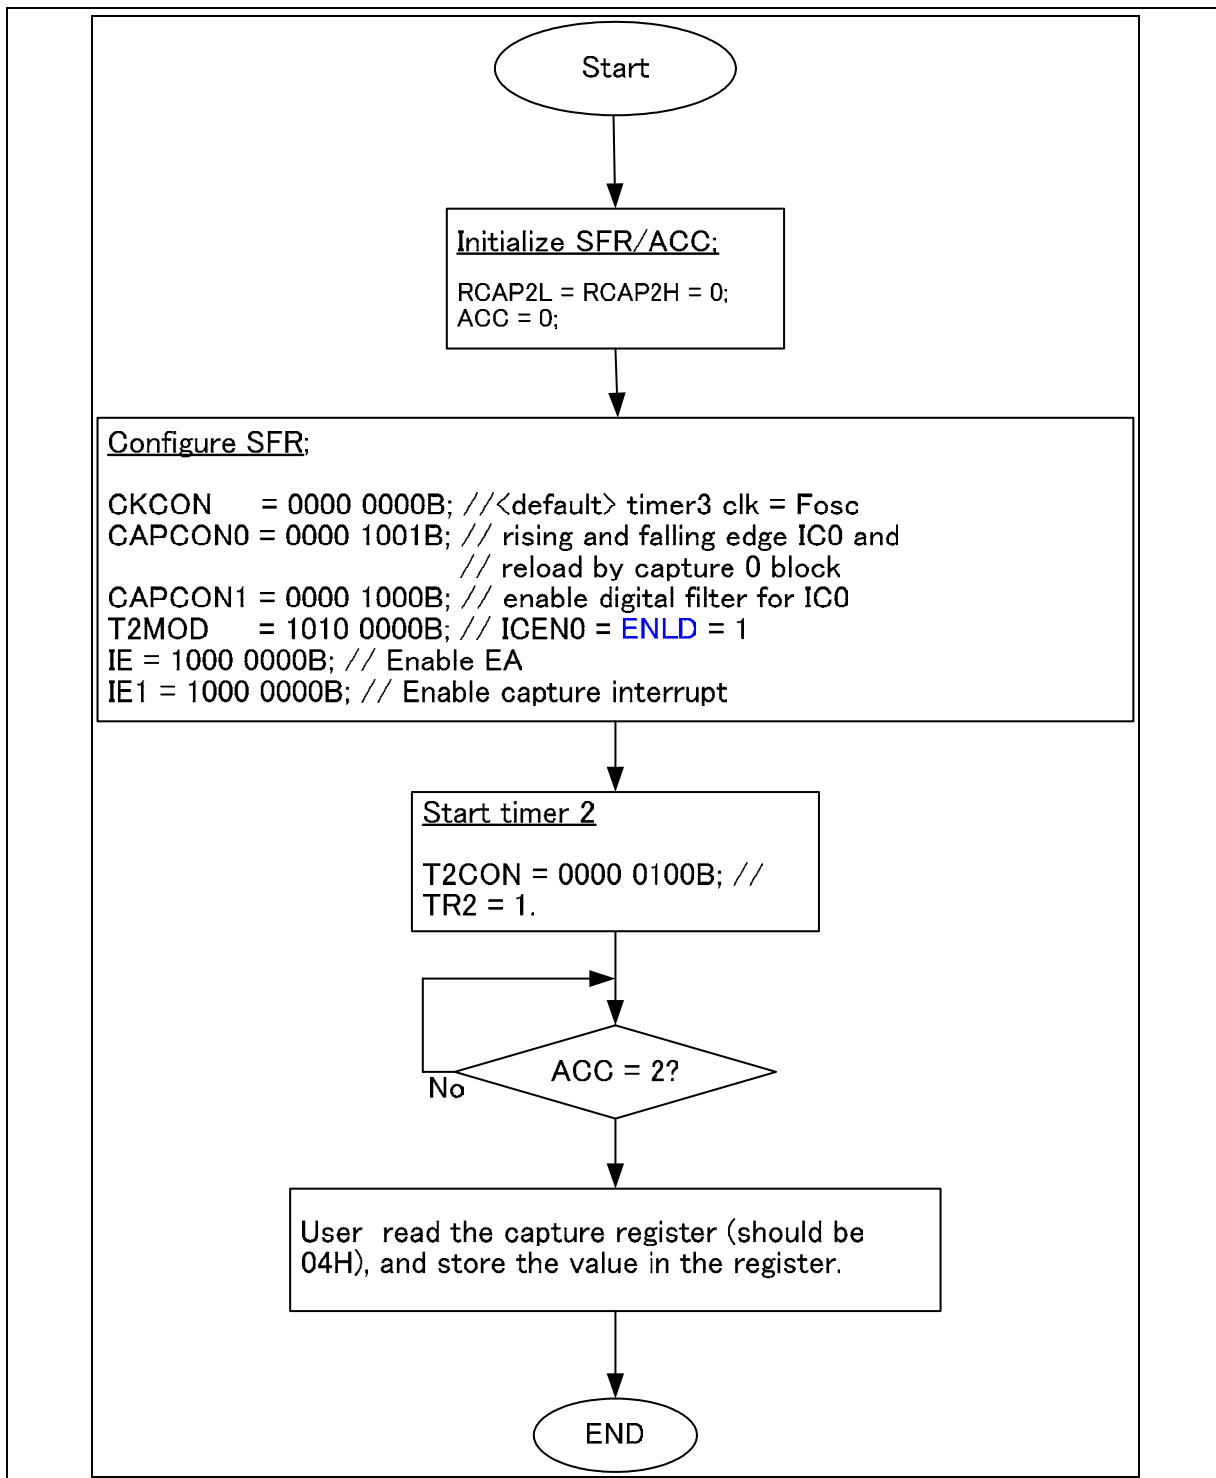 Start
Initialize SFR/ACC;
RCAP2L = RCAP2H = 0;
ACC = 0;
Configure SFR;
CKCON = 0000 0000B; //<default> timer3 clk = Fosc
CAPCON0 = 0000 1001B; // rising and falling edge IC0 and
// reload by capture 0 block
CAPCON1 = 0000 1000B; // enable digital filter for IC0
T2MOD = 1010 0000B; // ICEN0 = ENLD = 1
IE = 1000 0000B; // Enable EA
IE1 = 1000 0000B; // Enable capture interrupt
Start timer 2
T2CON = 0000 0100B; //
TR2 = 1.
ACC = 2?
No
User read the capture register (should be
04H), and store the value in the register.
END